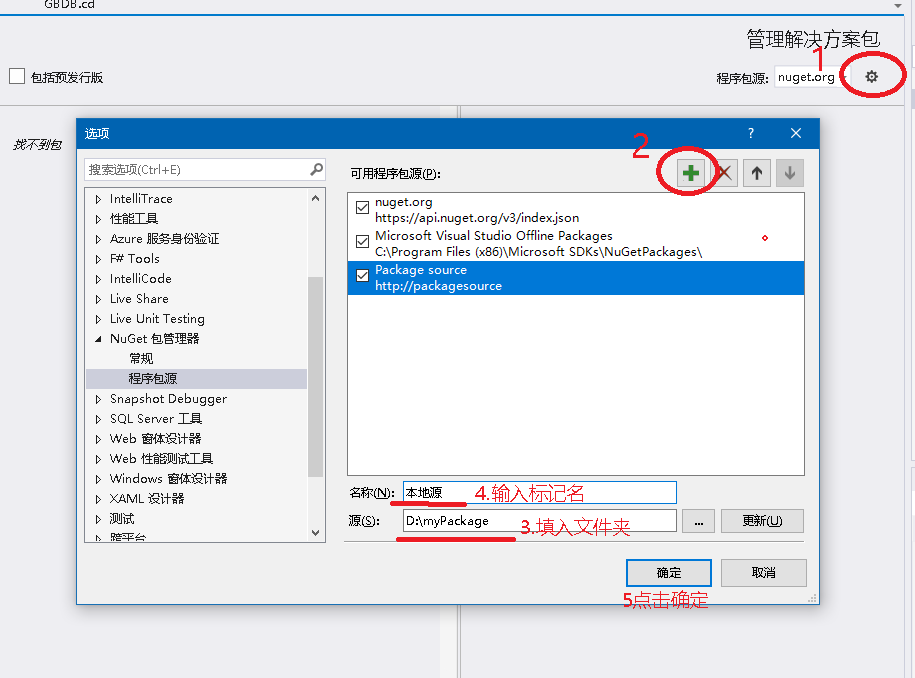 GBDB.cd
管理解决方案包
1
包括预发行版
程序包源: nuget.org
找不到包
选项
?
2
搜索选项(Ctrl+E)
可用程序包源(P):
IntelliTrace
性能工具
Azure 服务身份验证
F# Tools
IntelliCode
Live Share
Live Unit Testing
NuGet 包管理器
常规
程序包源
Snapshot Debugger
SQL Server 工具
Web 窗体设计器
Web 性能测试工具
Windows 窗体设计器
XAML 设计器
测试
跨平台
nuget.org
https://api.nuget.org/v3/index.json
Microsoft Visual Studio Offline Packages
C:\Program Files (x86)\Microsoft SDKs\NuGetPackages\
Package source
http://packagesource
名称(N): 本地源 4.输入标记名
源(S): D:\myPackage 3.填入文件夹 ... 更新(U)
确定 取消
5点击确定